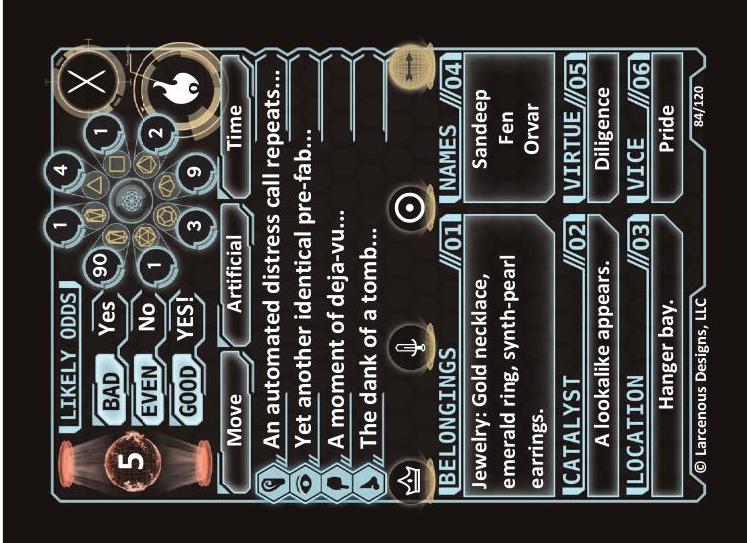 5
LIKELY ODDS
BAD Yes
EVEN No
GOOD YES!
90
1
4
1
2
9
3
1
X
Move Artificial Time
An automated distress call repeats...
Yet another identical pre-fab...
A moment of deja-vu...
The dank of a tomb...
BELONGINGS //01
Jewelry: Gold necklace,
emerald ring, synth-pearl
earrings.
NAMES //04
Sandeep
Fen
Orvar
CATALYST //02
A lookalike appears.
VIRTUE //05
Diligence
LOCATION //03
Hanger bay.
VICE //06
Pride
© Larcenous Designs, LLC
84/120